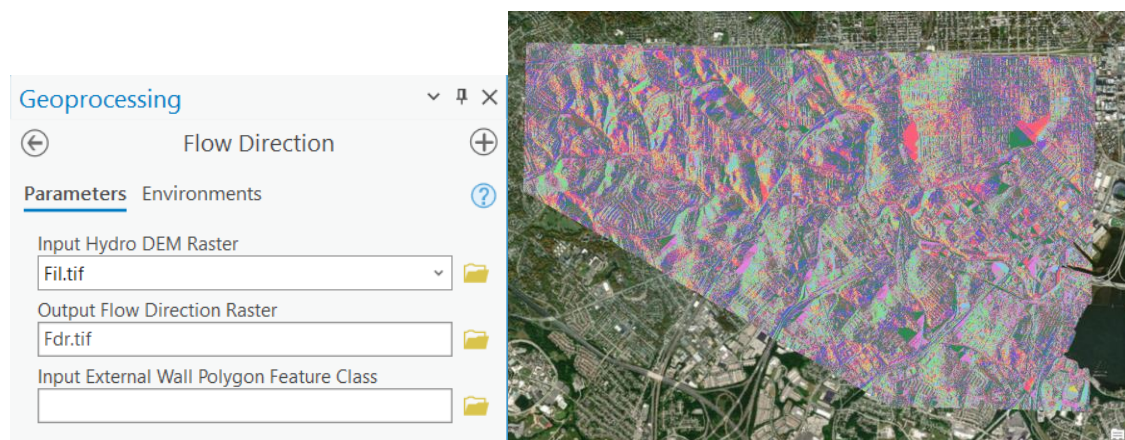 Geoprocessing
Flow Direction
Parameters Environments
Input Hydro DEM Raster
Fil.tif
Output Flow Direction Raster
Fdr.tif
Input External Wall Polygon Feature Class